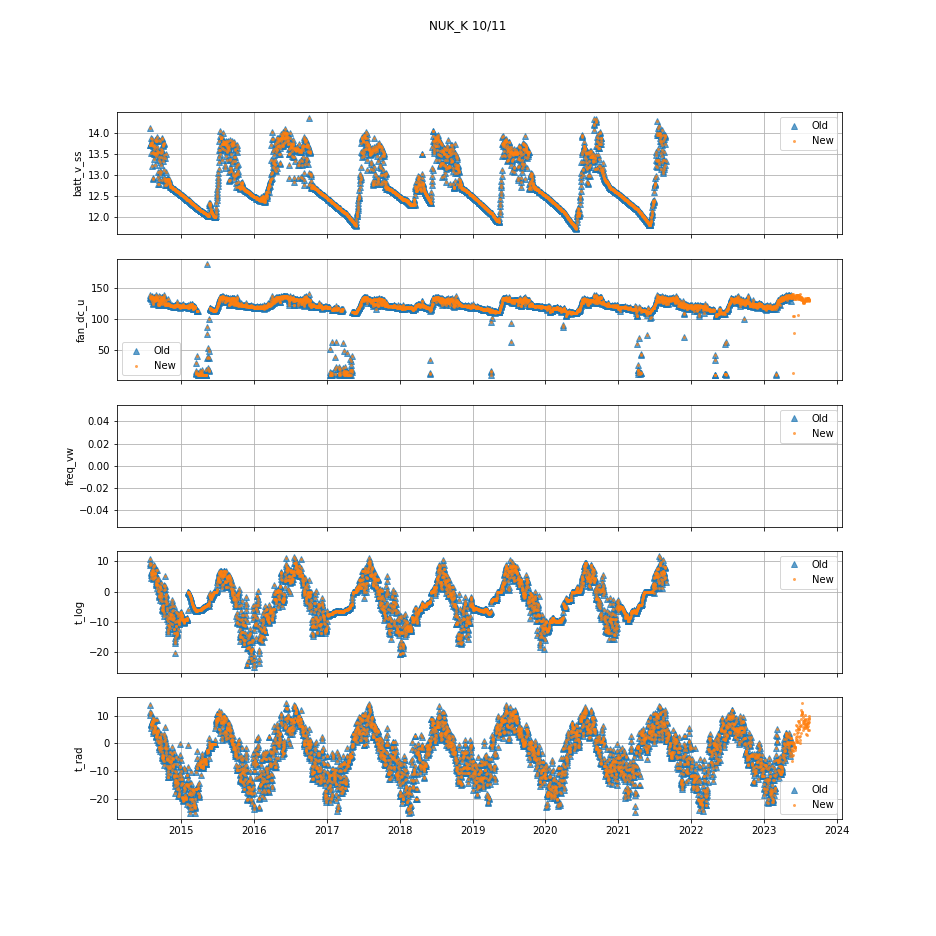 NUK_K 10/11
batt_v_ss
14.0
13.5
13.0
12.5
12.0
Old
New
fan_dc_u
150
100
50
Old
New
freq_vw
0.04
0.02
0.00
−0.02
−0.04
Old
New
t_log
10
0
−10
−20
Old
New
t_rad
10
0
−10
−20
Old
New
2015 2016 2017 2018 2019 2020 2021 2022 2023 2024